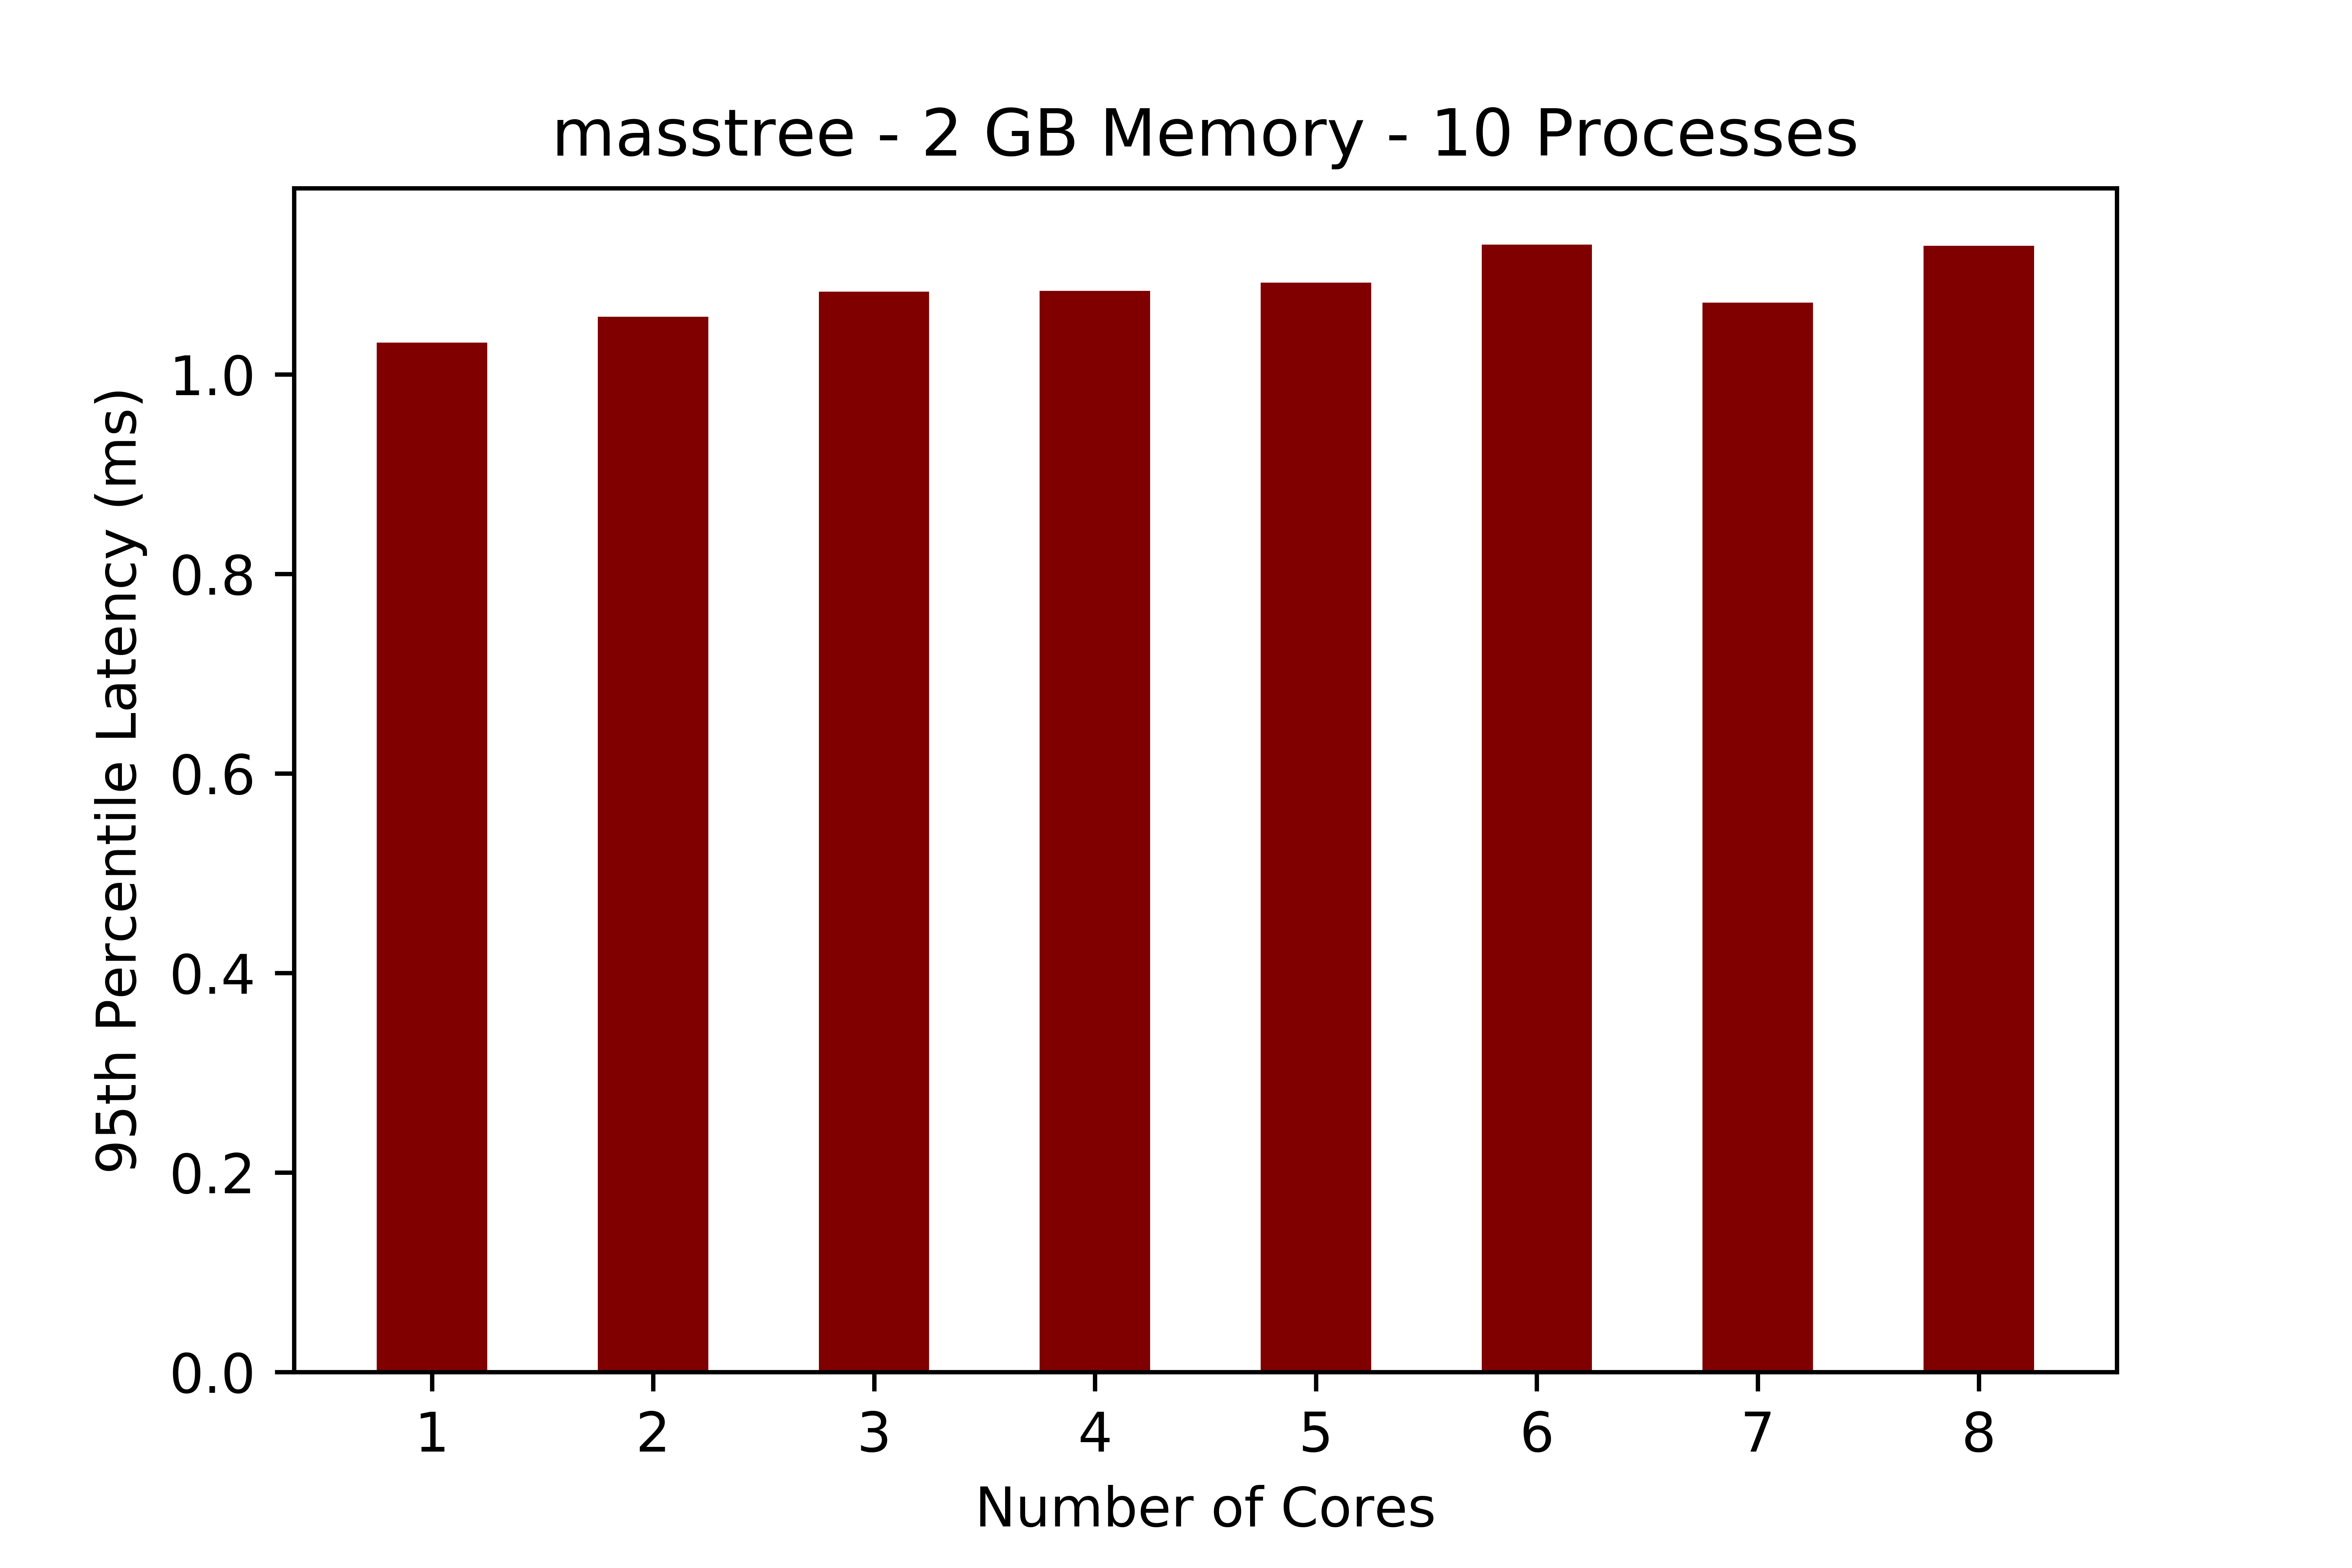 masstree - 2 GB Memory - 10 Processes
95th Percentile Latency (ms)
1.0
0.8
0.6
0.4
0.2
0.0
1 2 3 4 5 6 7 8
Number of Cores